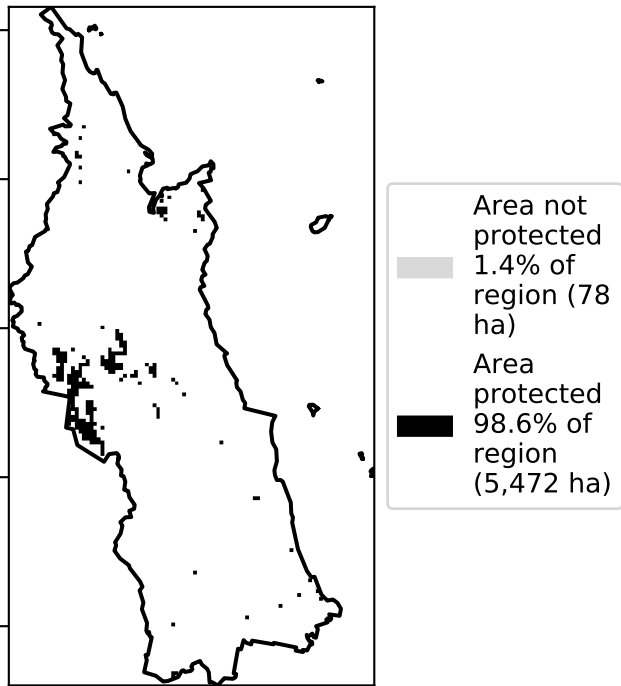 Area not
protected
1.4% of
region (78
ha)
Area
protected
98.6% of
region
(5,472 ha)